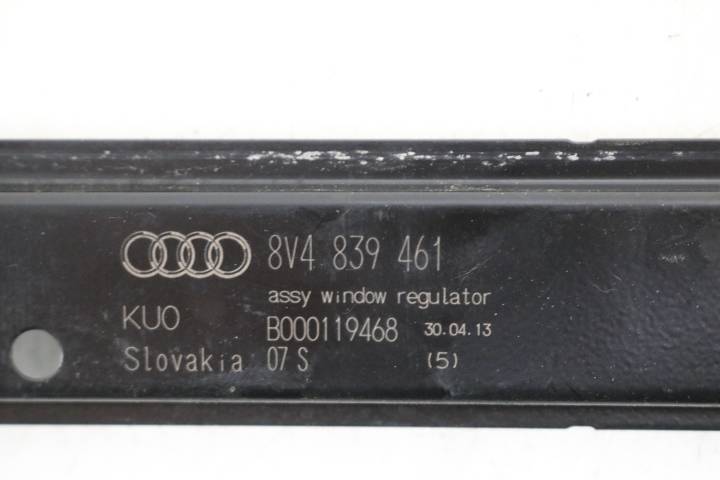 8V4 839 461
assy window regulator
KUO B000119468 30.04.13
Slovakia 07 S (5)